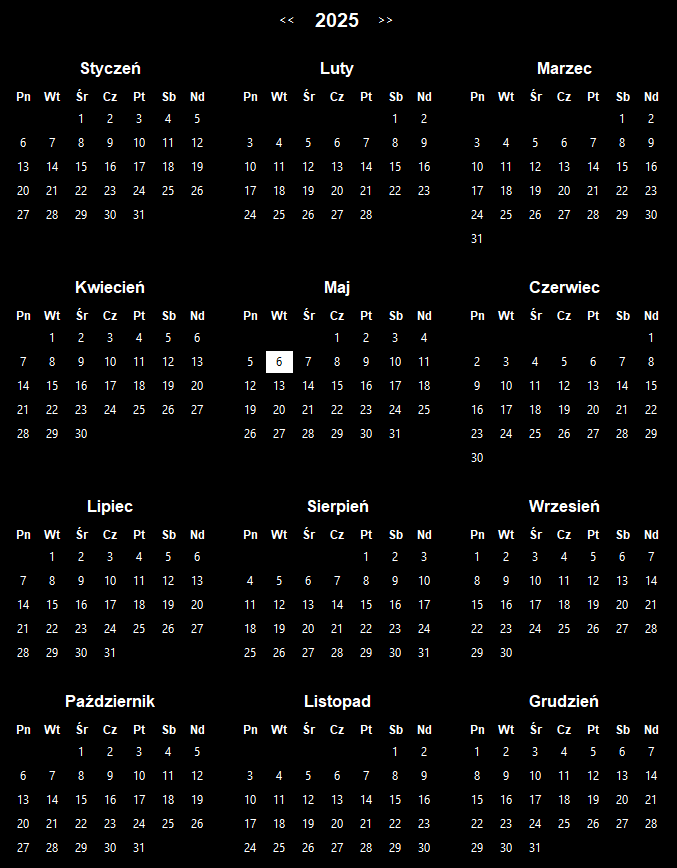 << 2025 >>
Styczeń Luty Marzec
Pn Wt Śr Cz Pt Sb Nd Pn Wt Śr Cz Pt Sb Nd Pn Wt Śr Cz Pt Sb Nd
1 2 3 4 5 1 2 1 2
6 7 8 9 10 11 12 3 4 5 6 7 8 9 3 4 5 6 7 8 9
13 14 15 16 17 18 19 10 11 12 13 14 15 16 10 11 12 13 14 15 16
20 21 22 23 24 25 26 17 18 19 20 21 22 23 17 18 19 20 21 22 23
27 28 29 30 31 24 25 26 27 28 24 25 26 27 28 29 30
31
Kwiecień Maj Czerwiec
Pn Wt Śr Cz Pt Sb Nd Pn Wt Śr Cz Pt Sb Nd Pn Wt Śr Cz Pt Sb Nd
1 2 3 4 5 6 1 2 3 4 1
7 8 9 10 11 12 13 5 6 7 8 9 10 11 2 3 4 5 6 7 8
14 15 16 17 18 19 20 12 13 14 15 16 17 18 9 10 11 12 13 14 15
21 22 23 24 25 26 27 19 20 21 22 23 24 25 16 17 18 19 20 21 22
28 29 30 26 27 28 29 30 31 23 24 25 26 27 28 29
30
Lipiec Sierpień Wrzesień
Pn Wt Śr Cz Pt Sb Nd Pn Wt Śr Cz Pt Sb Nd Pn Wt Śr Cz Pt Sb Nd
1 2 3 4 5 6 1 2 3 1 2 3 4 5 6 7
7 8 9 10 11 12 13 4 5 6 7 8 9 10 8 9 10 11 12 13 14
14 15 16 17 18 19 20 11 12 13 14 15 16 17 15 16 17 18 19 20 21
21 22 23 24 25 26 27 18 19 20 21 22 23 24 22 23 24 25 26 27 28
28 29 30 31 25 26 27 28 29 30 31 29 30
Październik Listopad Grudzień
Pn Wt Śr Cz Pt Sb Nd Pn Wt Śr Cz Pt Sb Nd Pn Wt Śr Cz Pt Sb Nd
1 2 3 4 5 1 2 1 2 3 4 5 6 7
6 7 8 9 10 11 12 3 4 5 6 7 8 9 8 9 10 11 12 13 14
13 14 15 16 17 18 19 10 11 12 13 14 15 16 15 16 17 18 19 20 21
20 21 22 23 24 25 26 17 18 19 20 21 22 23 22 23 24 25 26 27 28
27 28 29 30 31 24 25 26 27 28 29 30 29 30 31